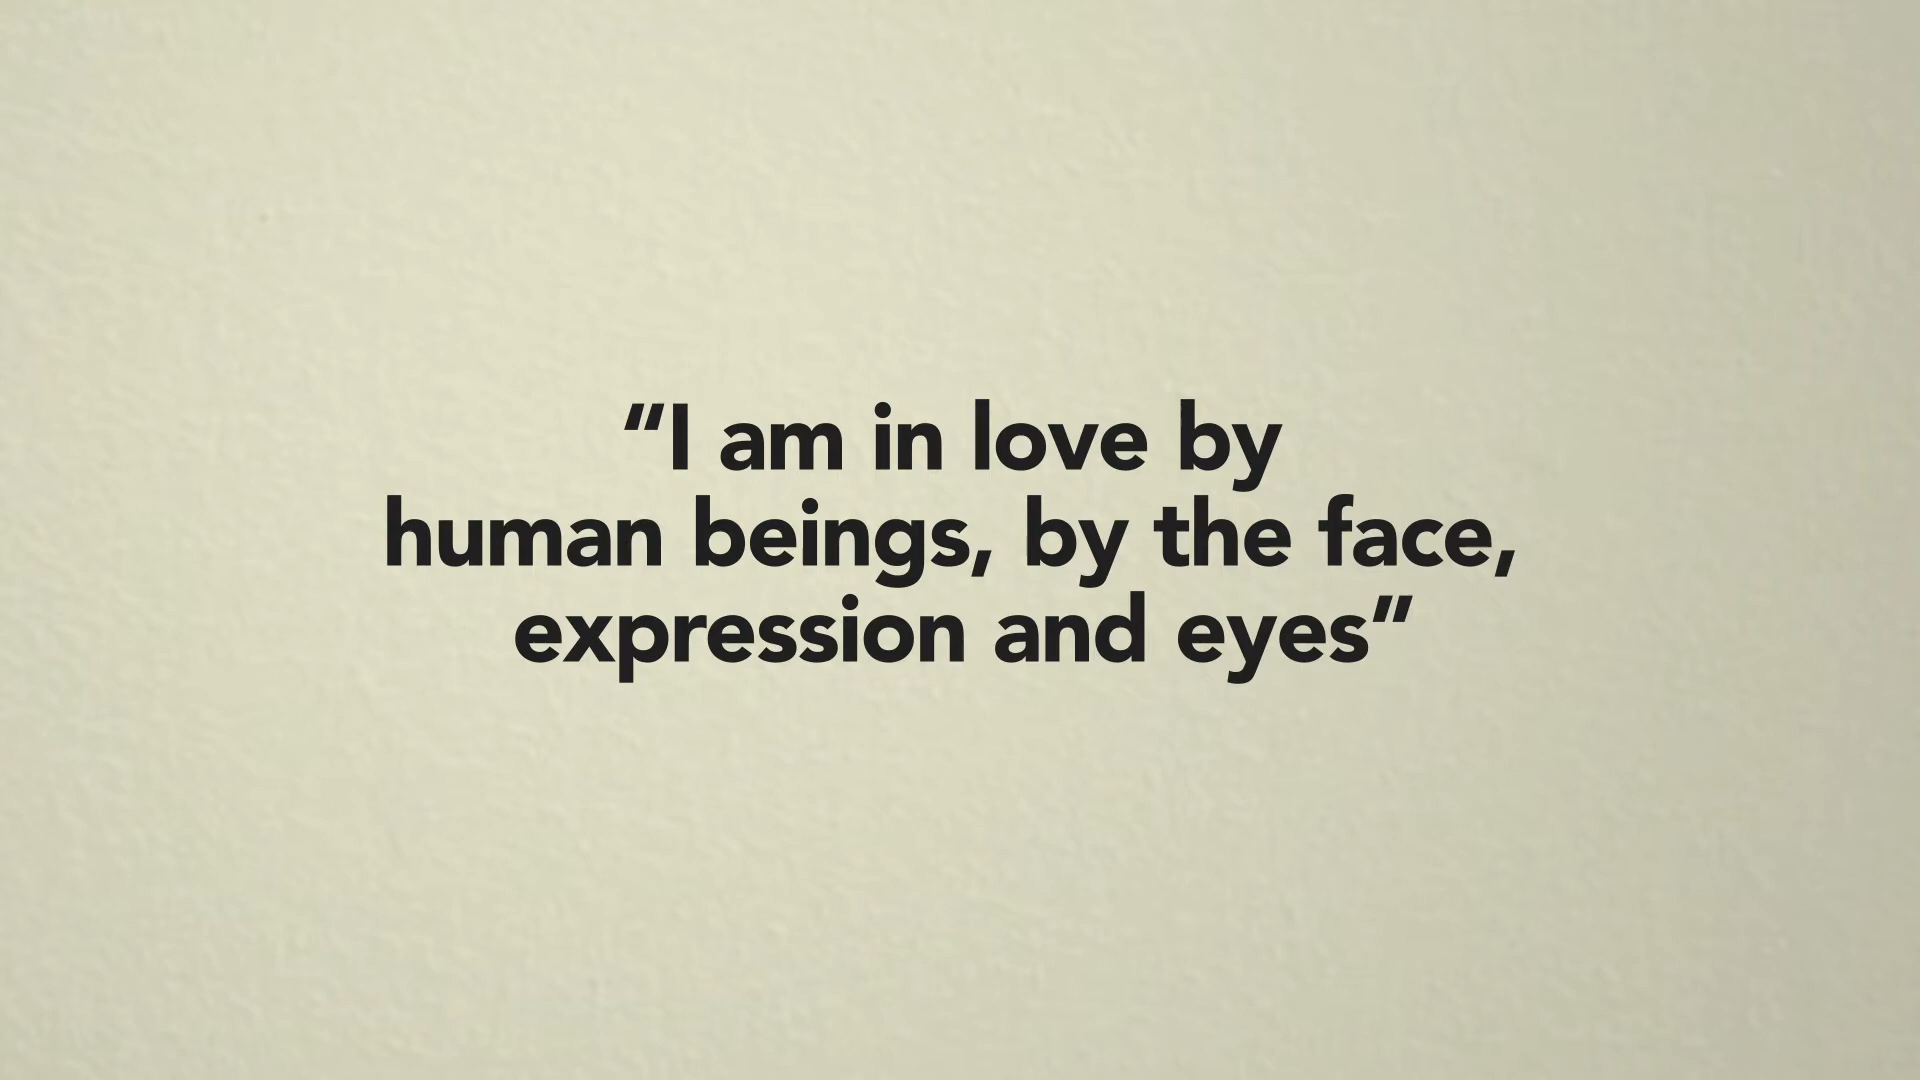 “I am in love by
human beings, by the face,
expression and eyes”